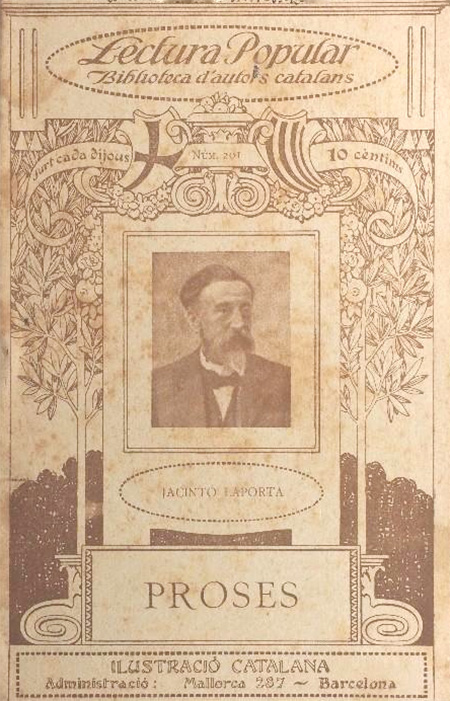 Lectura Popular
Biblioteca d'autors catalans
Surt cada dijous
Núm. 201
10 cèntims
JACINTO LAPORTA
PROSES
ILUSTRACIÓ CATALANA
Administració: Mallorca 287 ~ Barcelona